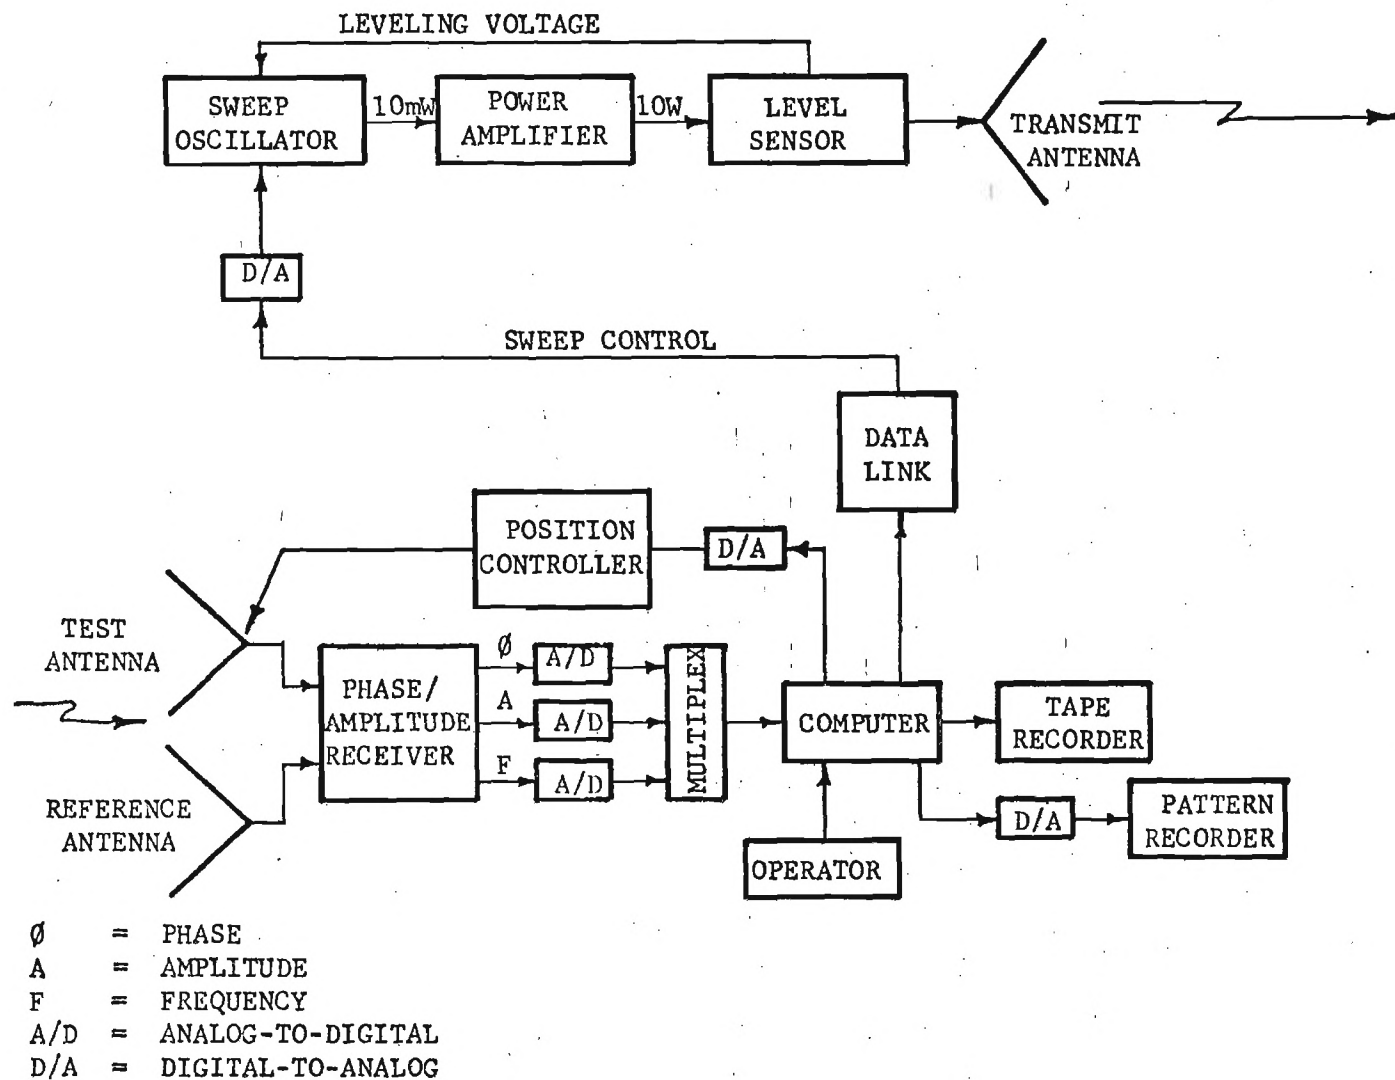 LEVELING VOLTAGE
SWEEP
OSCILLATOR
10mW
POWER
AMPLIFIER
10W
LEVEL
SENSOR
TRANSMIT
ANTENNA
D/A
SWEEP CONTROL
DATA
LINK
POSITION
CONTROLLER
D/A
TEST
ANTENNA
PHASE/
AMPLITUDE
RECEIVER
Ø
A/D
A
A/D
F
A/D
MULTIPLEX
COMPUTER
TAPE
RECORDER
REFERENCE
ANTENNA
D/A
PATTERN
RECORDER
OPERATOR
Ø = PHASE
A = AMPLITUDE
F = FREQUENCY
A/D = ANALOG-TO-DIGITAL
D/A = DIGITAL-TO-ANALOG